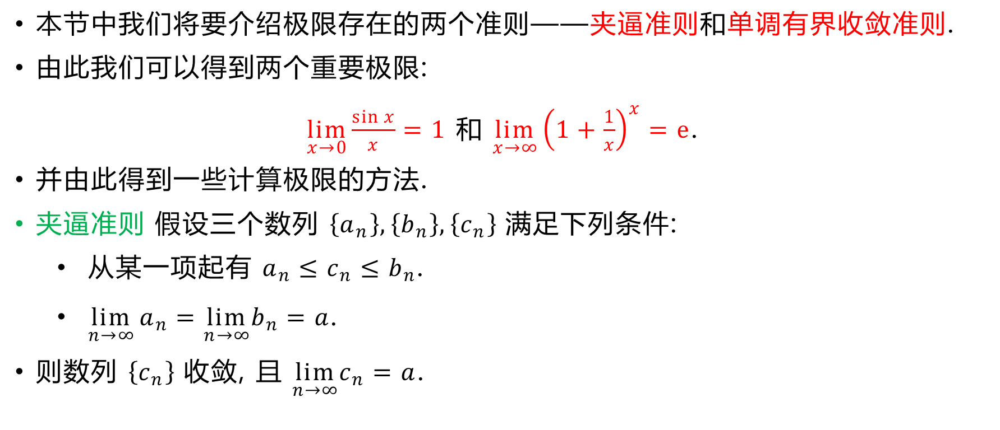 • 本节中我们将要介绍极限存在的两个准则——夹逼准则和单调有界收敛准则.
• 由此我们可以得到两个重要极限:
$\lim\limits_{x\to 0}\frac{\sin x}{x}=1$ 和 $\lim\limits_{x\to\infty}\left(1+\frac{1}{x}\right)^x=\mathrm{e}$.
• 并由此得到一些计算极限的方法.
• 夹逼准则 假设三个数列 $\{a_n\},\{b_n\},\{c_n\}$ 满足下列条件:
• 从某一项起有 $a_n\le c_n\le b_n$.
• $\lim\limits_{n\to\infty}a_n=\lim\limits_{n\to\infty}b_n=a$.
• 则数列 $\{c_n\}$ 收敛, 且 $\lim\limits_{n\to\infty}c_n=a$.